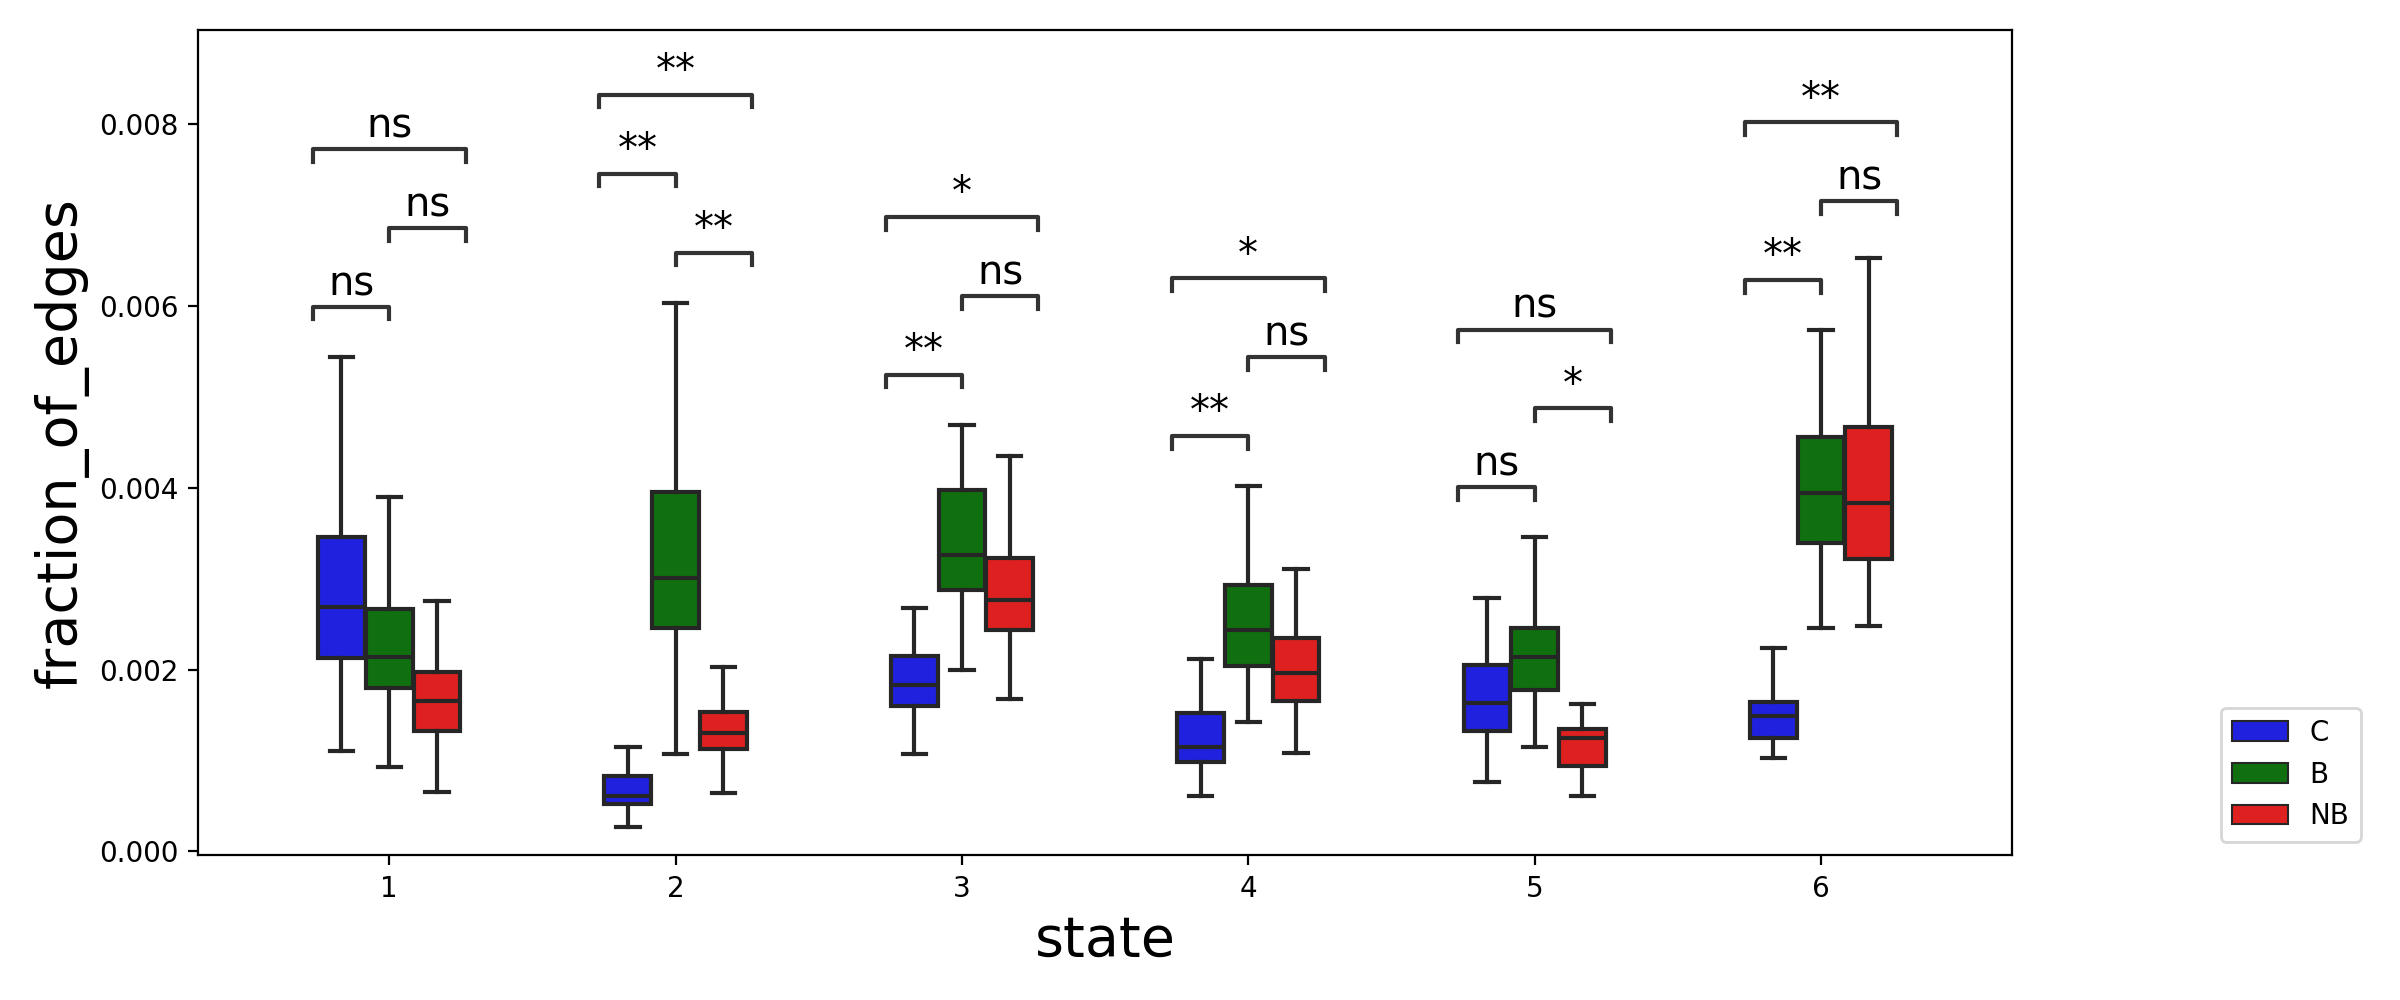 **
**
ns
**
ns
ns
**
*
**
ns
*
ns
ns
ns
**
*
ns
**
0.008
0.006
0.004
0.002
0.000
fraction_of_edges
1 2 3 4 5 6
state
C
B
NB